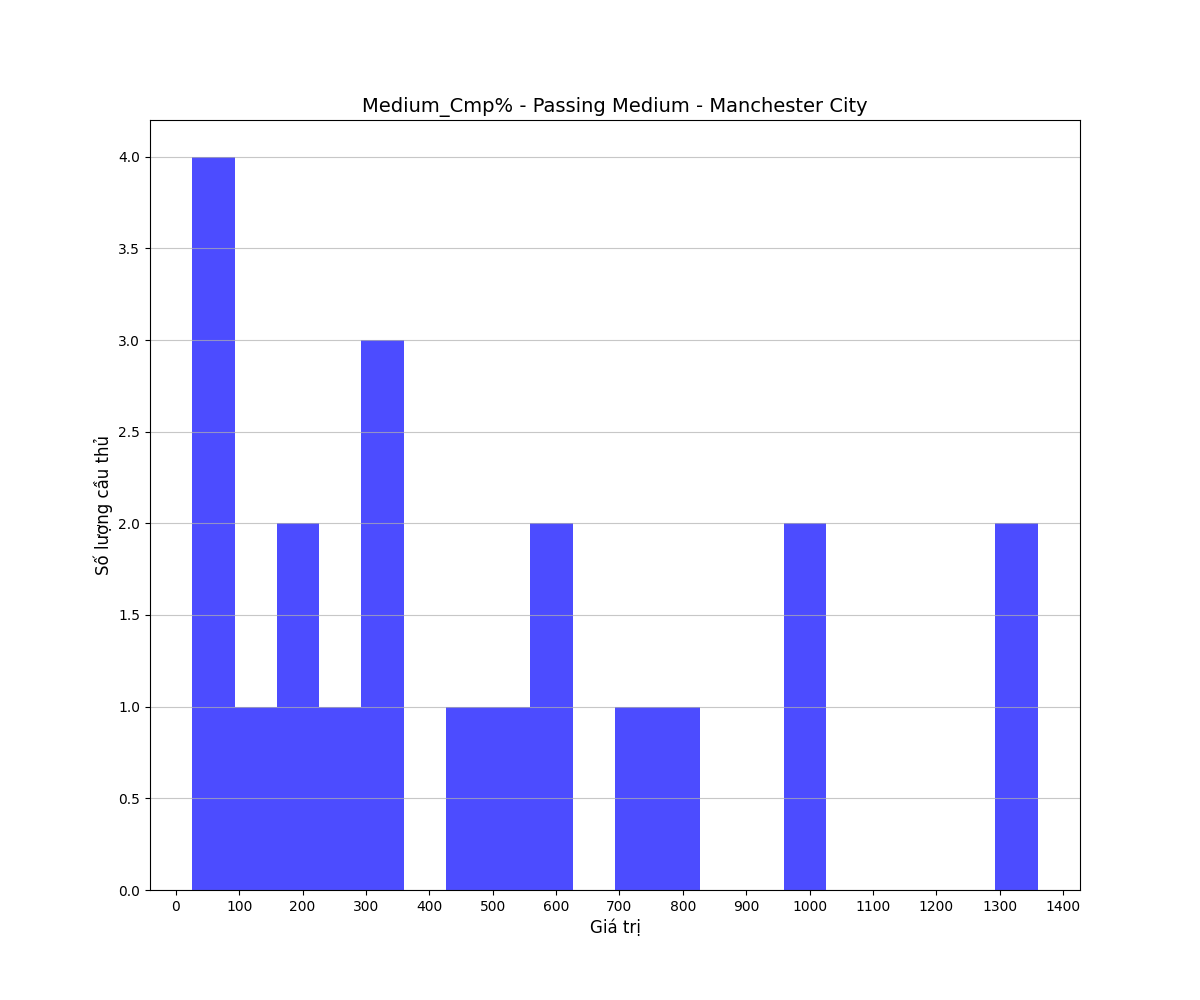 Medium_Cmp% - Passing Medium - Manchester City
4.0
3.5
3.0
2.5
2.0
1.5
1.0
0.5
0.0
Số lượng cầu thủ
0 100 200 300 400 500 600 700 800 900 1000 1100 1200 1300 1400
Giá trị